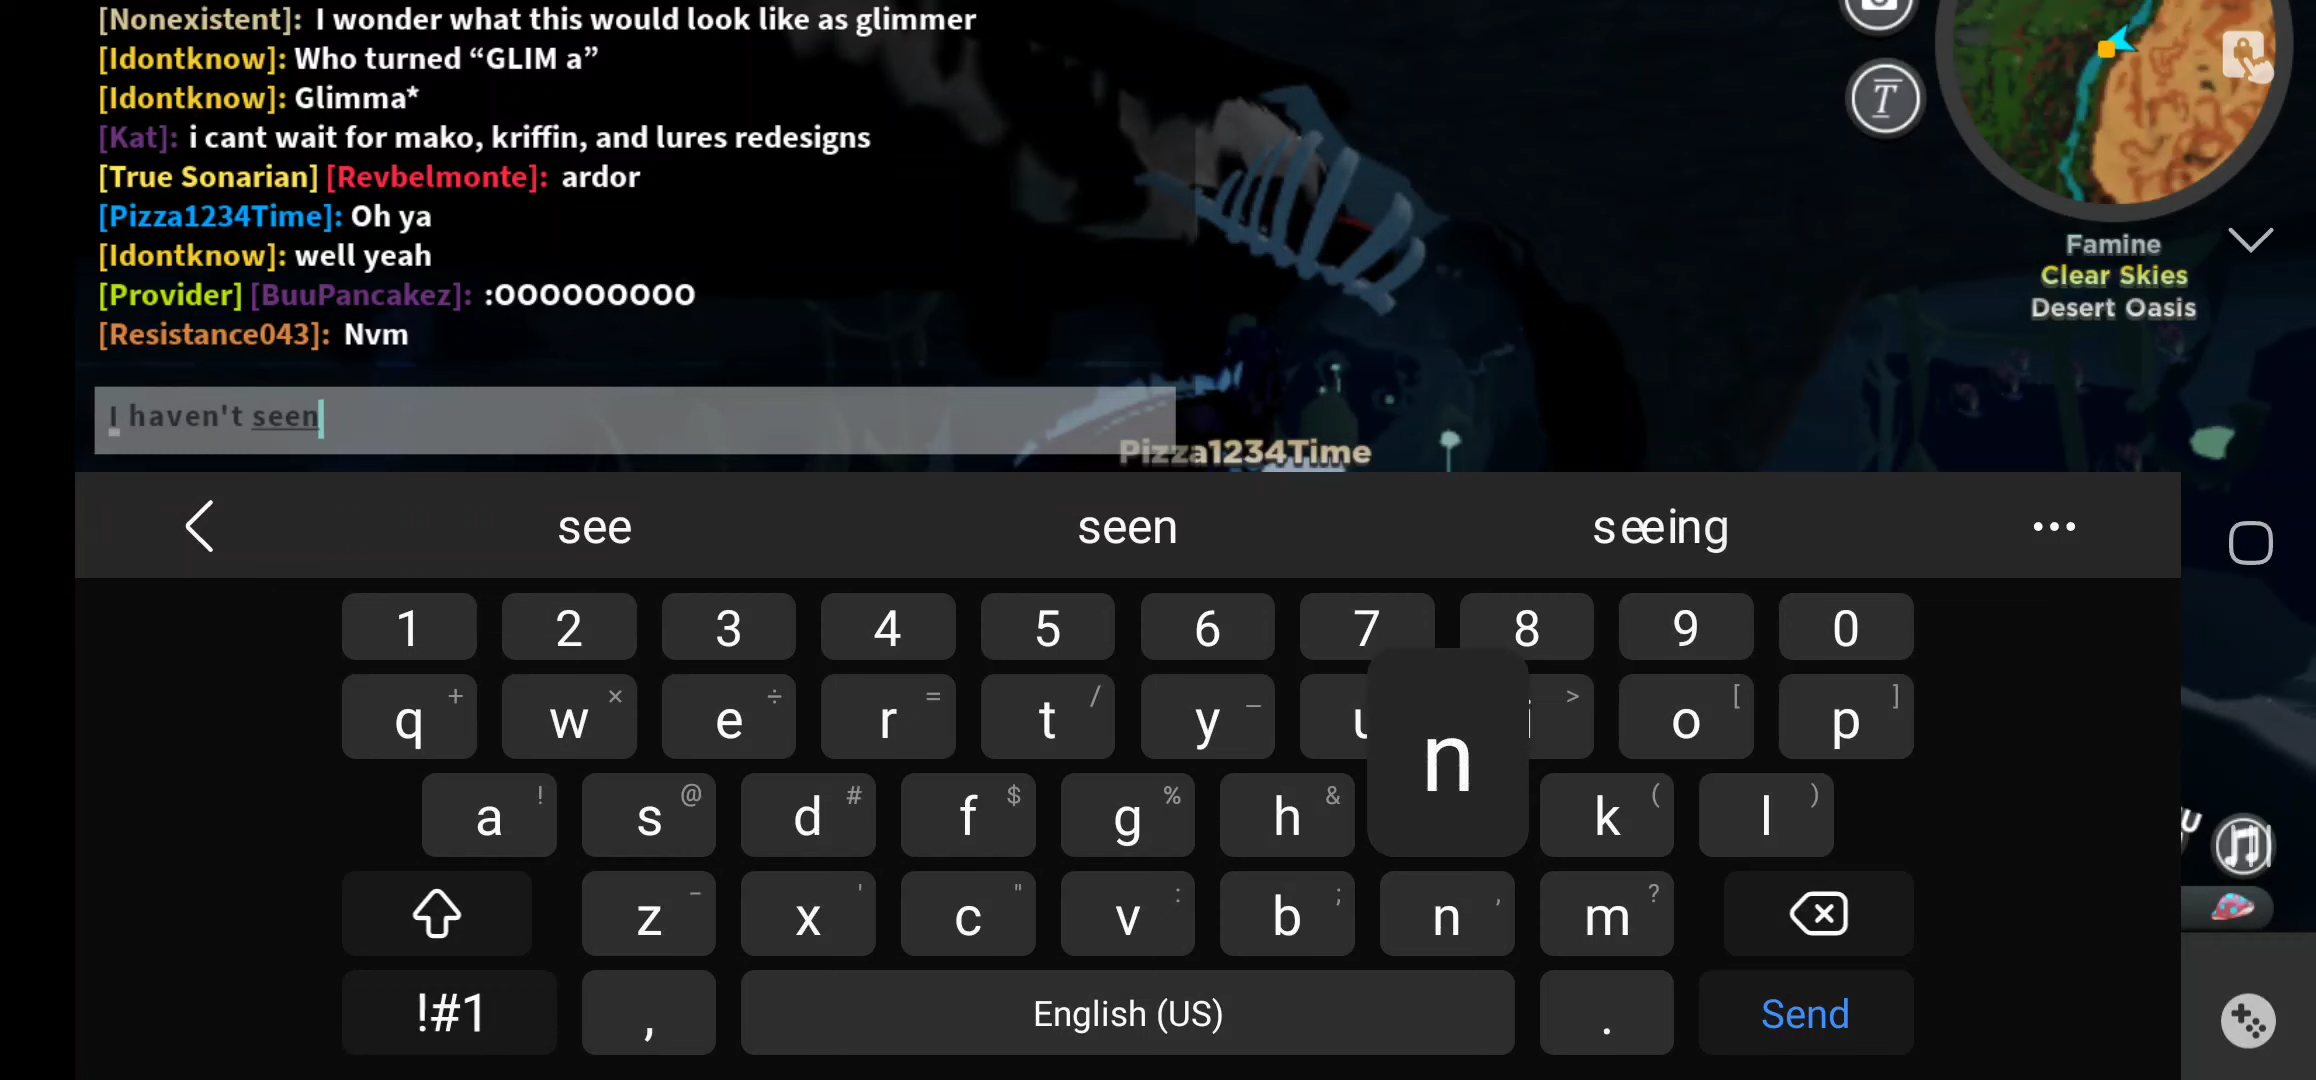 [Nonexistent]: I wonder what this would look like as glimmer
[Idontknow]: Who turned “GLIM a”
[Idontknow]: Glimma*
[Kat]: i cant wait for mako, kriffin, and lures redesigns
[True Sonarian] [Revbelmonte]: ardor
[Pizza1234Time]: Oh ya
[Idontknow]: well yeah
[Provider] [BuuPancakez]: :OOOOOOOOO
[Resistance043]: Nvm
T
Famine
Clear Skies
Desert Oasis
I haven't seen
Pizza1234Time
see seen seeing ...
1 2 3 4 5 6 7 8 9 0
q + w × e ÷ r = t / y _ u i > o [ p ]
n
a ! s @ d # f $ g % h & k ( l )
z - x ' c " v : b ; n , m ?
!#1 , English (US) . Send